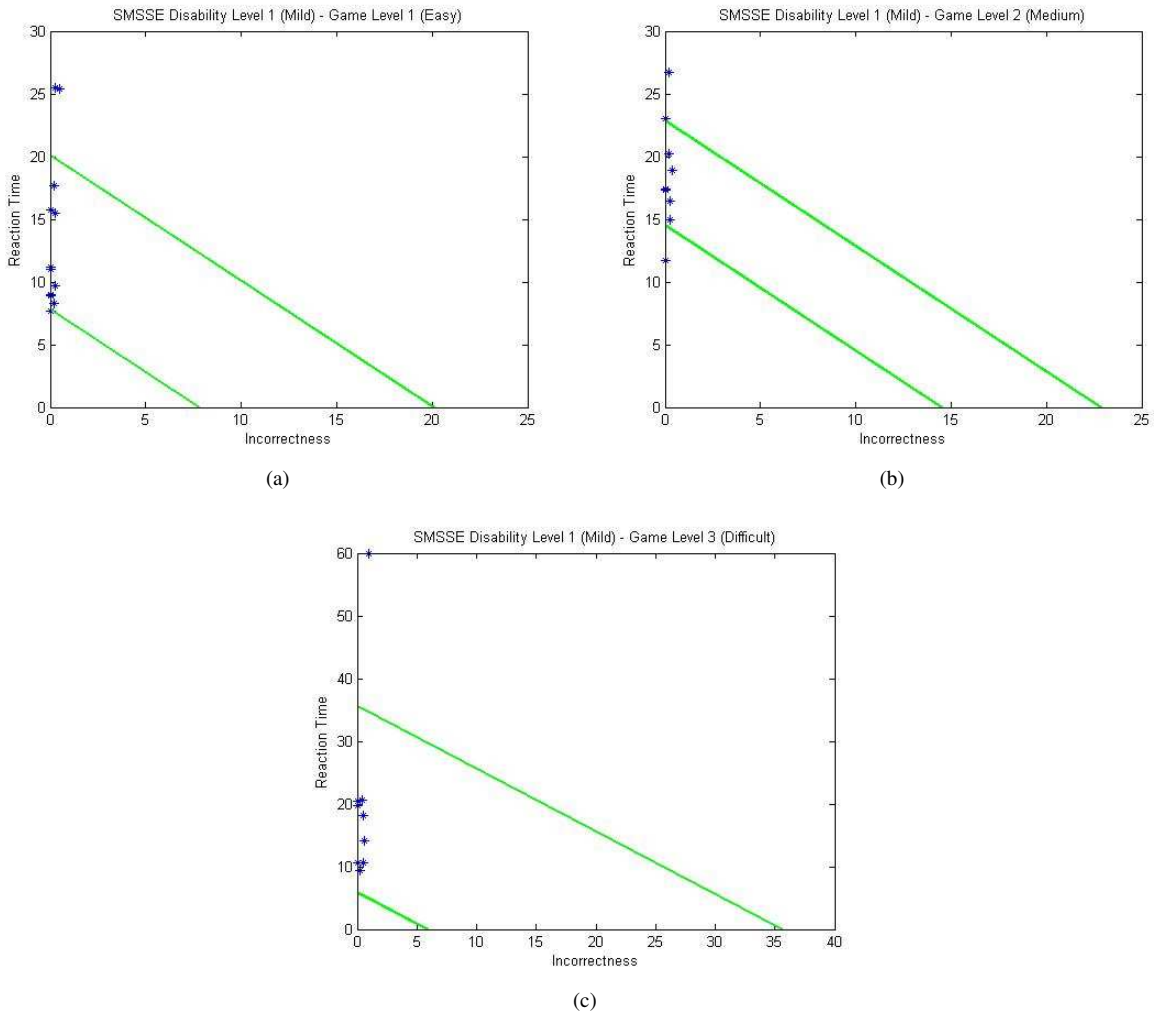 SMSSE Disability Level 1 (Mild) - Game Level 1 (Easy)
30
25
20
15
10
5
0
Reaction Time
0 5 10 15 20 25
Incorrectness
(a)
SMSSE Disability Level 1 (Mild) - Game Level 2 (Medium)
30
25
20
15
10
5
0
Reaction Time
0 5 10 15 20 25
Incorrectness
(b)
SMSSE Disability Level 1 (Mild) - Game Level 3 (Difficult)
60
50
40
30
20
10
0
Reaction Time
0 5 10 15 20 25 30 35 40
Incorrectness
(c)